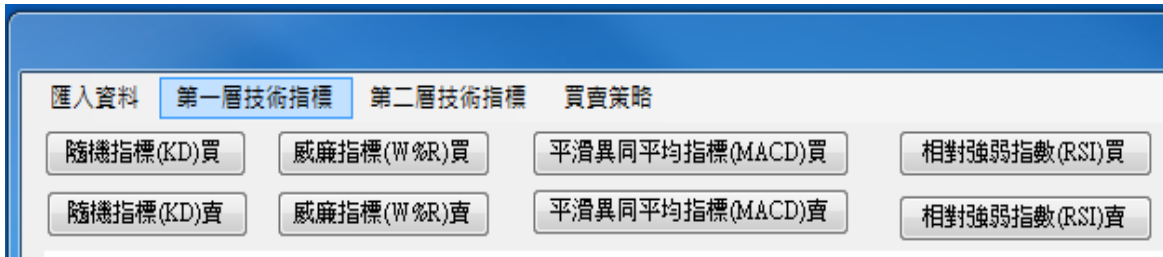 匯入資料 第一層技術指標 第二層技術指標 買賣策略
隨機指標(KD)買 威廉指標(W%R)買 平滑異同平均指標(MACD)買 相對強弱指數(RSI)買
隨機指標(KD)賣 威廉指標(W%R)賣 平滑異同平均指標(MACD)賣 相對強弱指數(RSI)賣